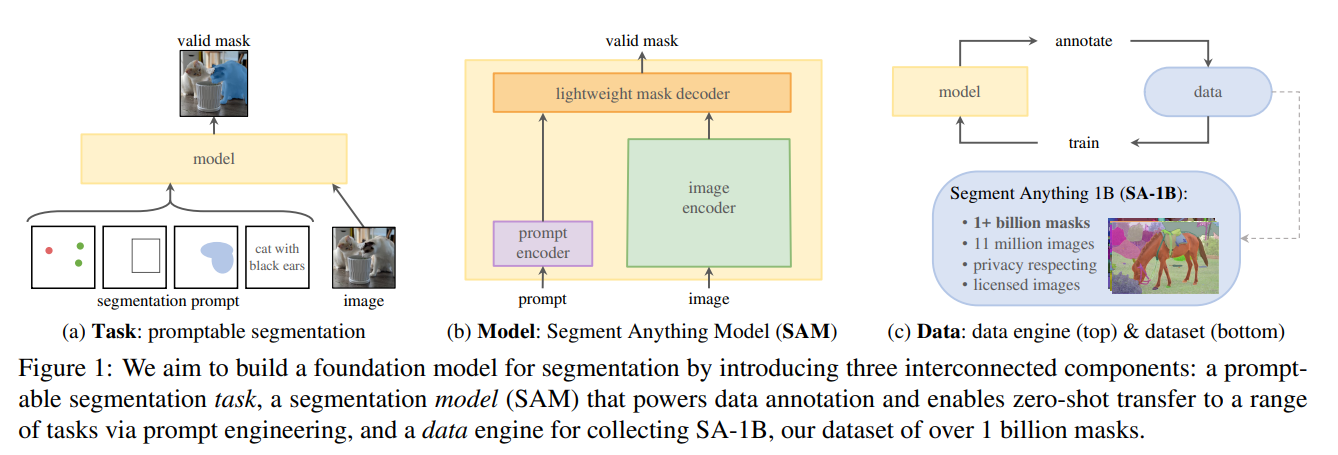 valid mask
model
cat with
black ears
segmentation prompt
image
(a) Task: promptable segmentation
valid mask
lightweight mask decoder
image
encoder
prompt
encoder
prompt
image
(b) Model: Segment Anything Model (SAM)
annotate
model
data
train
Segment Anything 1B (SA-1B):
• 1+ billion masks
• 11 million images
• privacy respecting
• licensed images
(c) Data: data engine (top) & dataset (bottom)
Figure 1: We aim to build a foundation model for segmentation by introducing three interconnected components: a prompt-
able segmentation task, a segmentation model (SAM) that powers data annotation and enables zero-shot transfer to a range
of tasks via prompt engineering, and a data engine for collecting SA-1B, our dataset of over 1 billion masks.